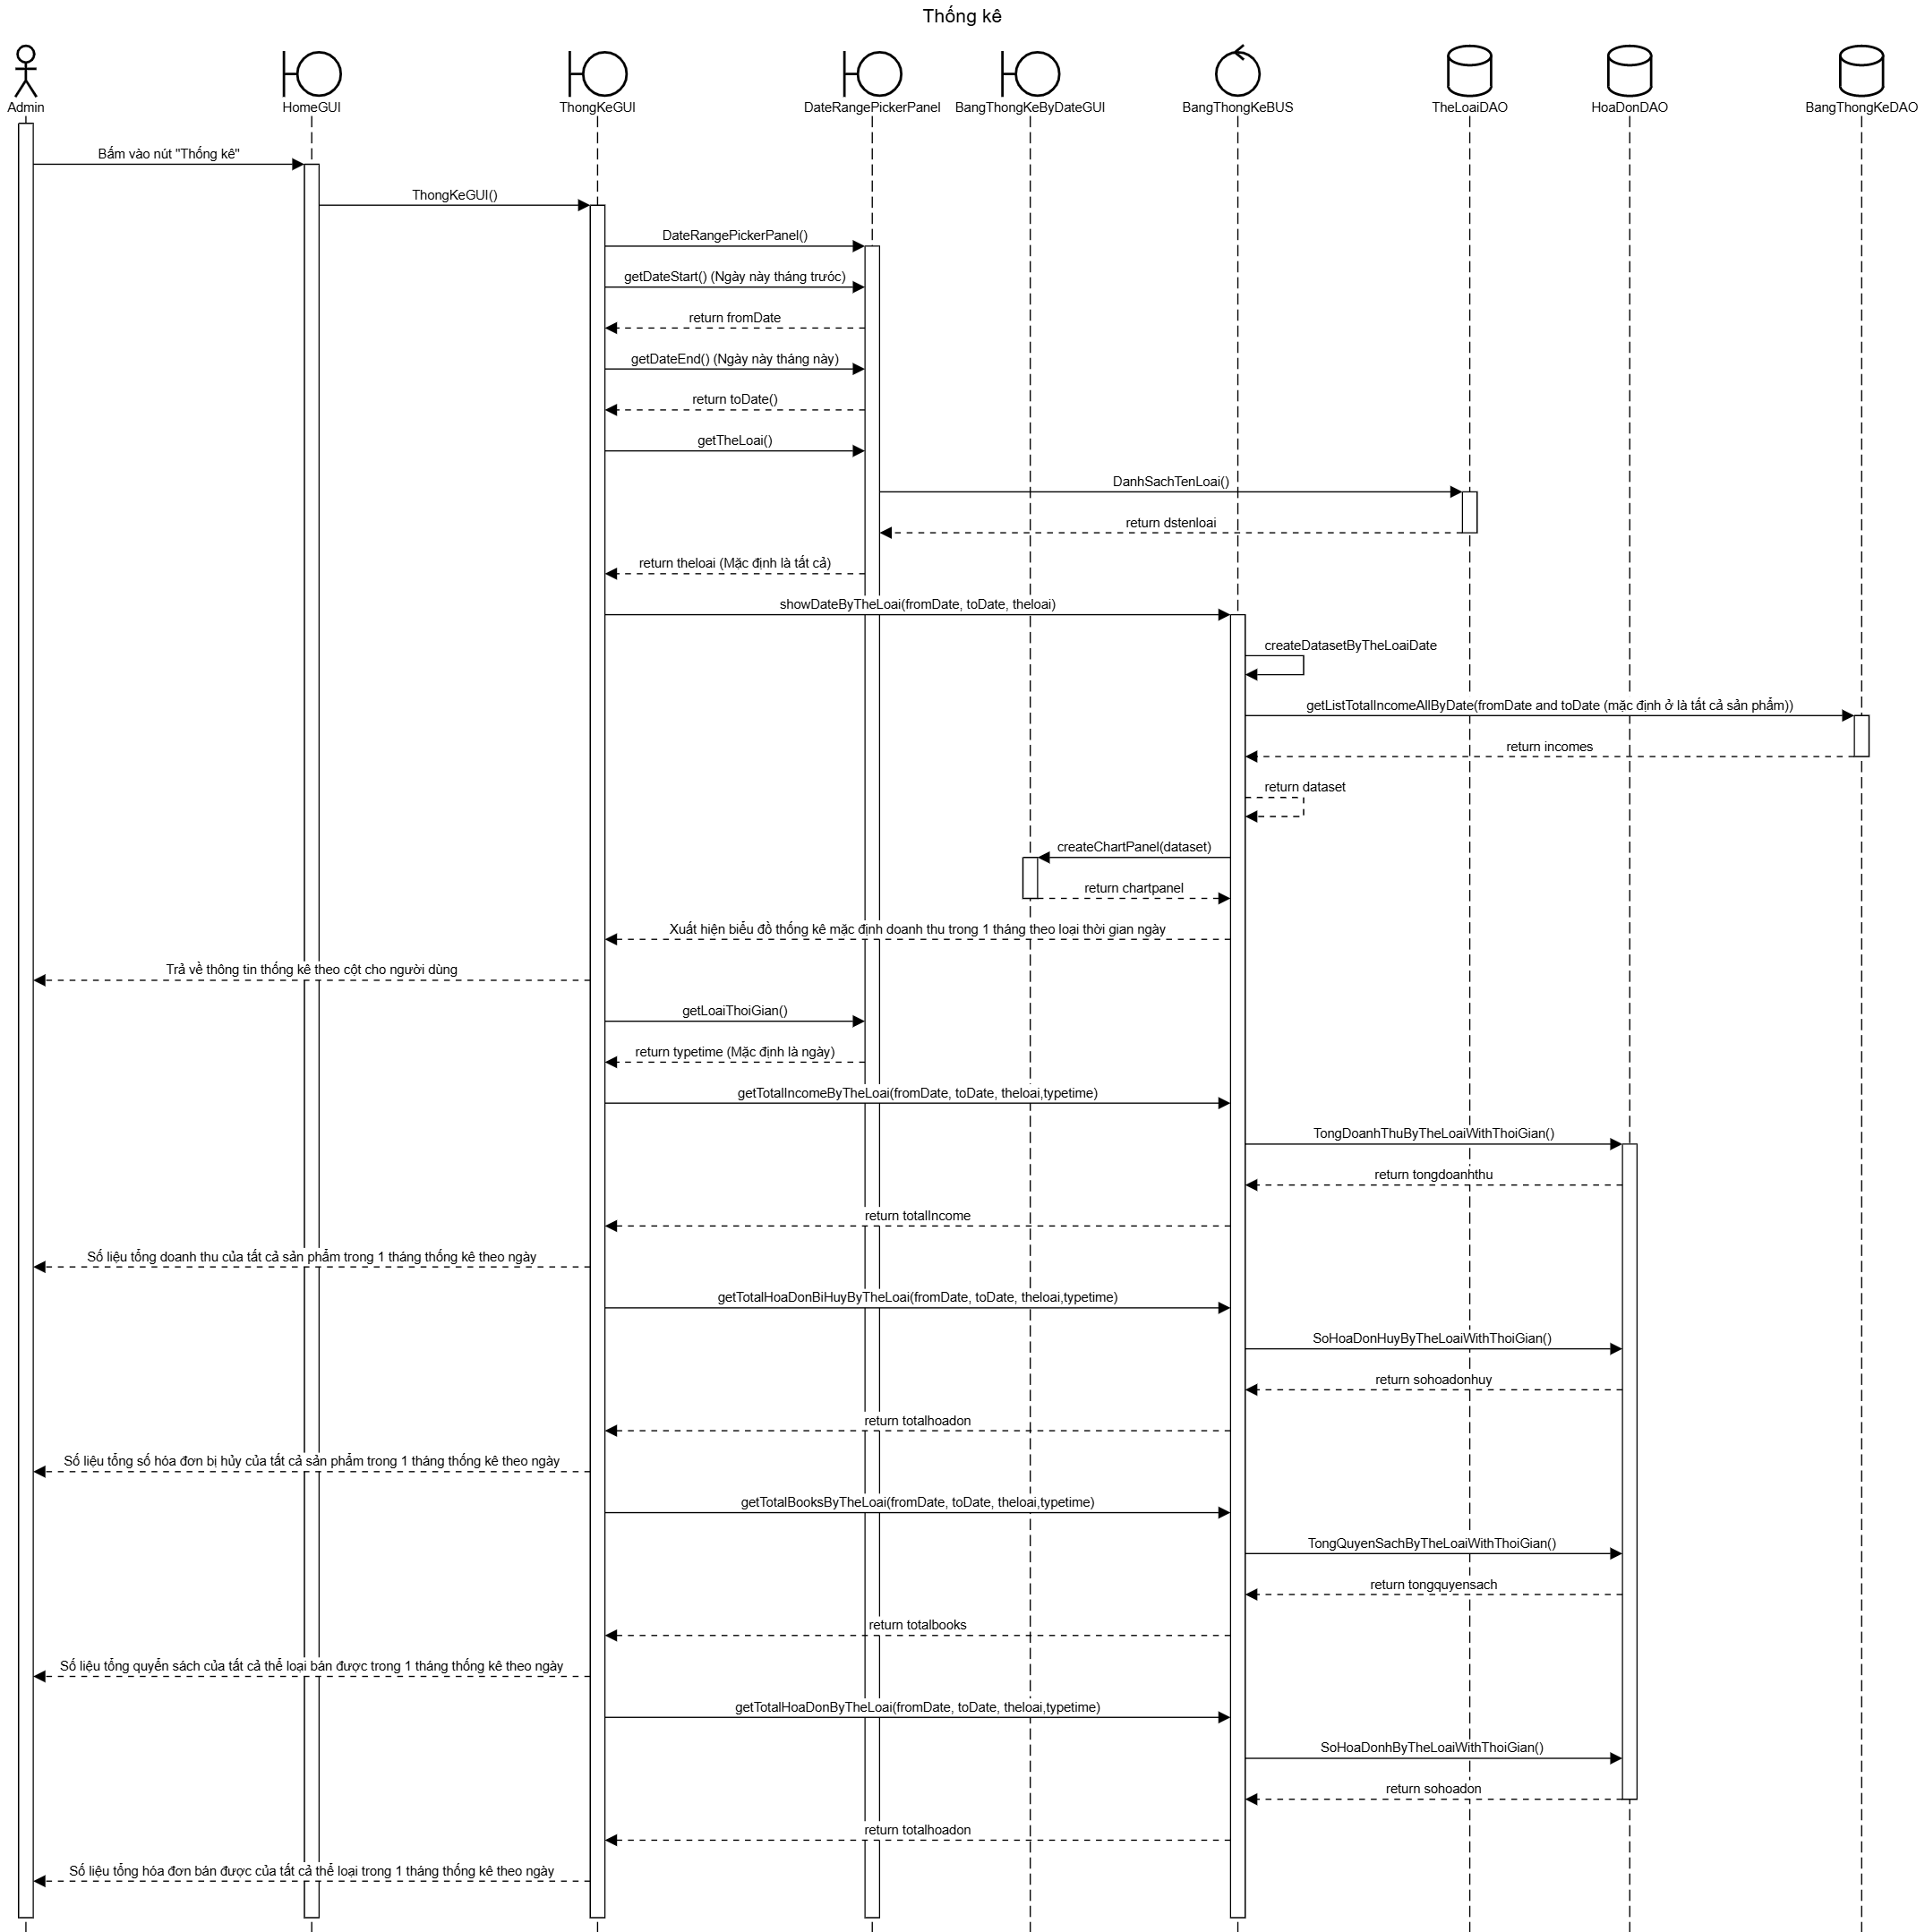 Thống kê
Admin
HomeGUI
ThongKeGUI
DateRangePickerPanel
BangThongKeByDateGUI
BangThongKeBUS
TheLoaiDAO
HoaDonDAO
BangThongKeDAO
Bấm vào nút "Thống kê"
ThongKeGUI()
DateRangePickerPanel()
getDateStart() (Ngày này tháng trước)
return fromDate
getDateEnd() (Ngày này tháng này)
return toDate()
getTheLoai()
DanhSachTenLoai()
return dstenloai
return theloai (Mặc định là tất cả)
showDateByTheLoai(fromDate, toDate, theloai)
createDatasetByTheLoaiDate
getListTotalIncomeAllByDate(fromDate and toDate (mặc định ở là tất cả sản phẩm))
return incomes
return dataset
createChartPanel(dataset)
return chartpanel
Xuất hiện biểu đồ thống kê mặc định doanh thu trong 1 tháng theo loại thời gian ngày
Trả về thông tin thống kê theo cột cho người dùng
getLoaiThoiGian()
return typetime (Mặc định là ngày)
getTotalIncomeByTheLoai(fromDate, toDate, theloai,typetime)
TongDoanhThuByTheLoaiWithThoiGian()
return tongdoanhthu
return totalIncome
Số liệu tổng doanh thu của tất cả sản phẩm trong 1 tháng thống kê theo ngày
getTotalHoaDonBiHuyByTheLoai(fromDate, toDate, theloai,typetime)
SoHoaDonHuyByTheLoaiWithThoiGian()
return sohoadonhuy
return totalhoadon
Số liệu tổng số hóa đơn bị hủy của tất cả sản phẩm trong 1 tháng thống kê theo ngày
getTotalBooksByTheLoai(fromDate, toDate, theloai,typetime)
TongQuyenSachByTheLoaiWithThoiGian()
return tongquyensach
return totalbooks
Số liệu tổng quyển sách của tất cả thể loại bán được trong 1 tháng thống kê theo ngày
getTotalHoaDonByTheLoai(fromDate, toDate, theloai,typetime)
SoHoaDonhByTheLoaiWithThoiGian()
return sohoadon
return totalhoadon
Số liệu tổng hóa đơn bán được của tất cả thể loại trong 1 tháng thống kê theo ngày